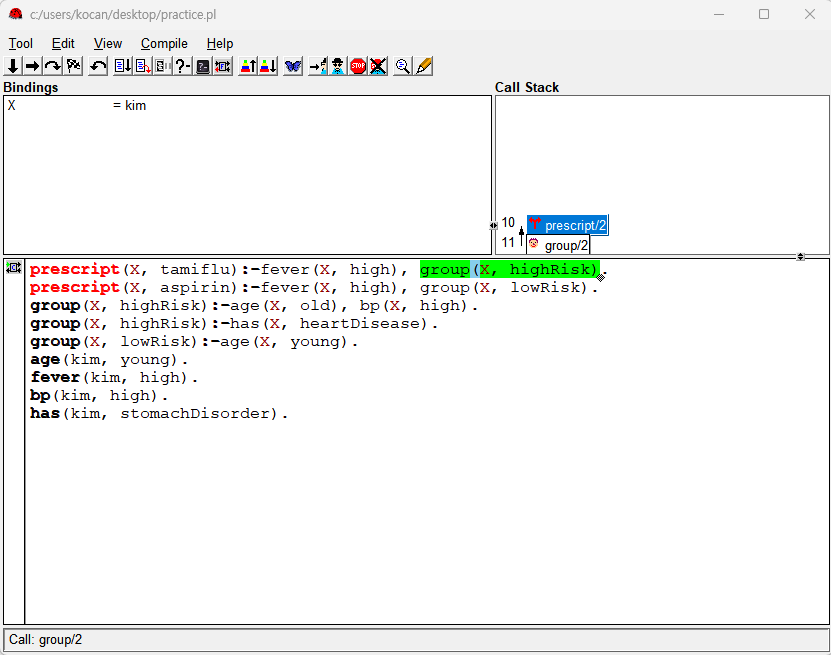 c:/users/kocan/desktop/practice.pl
Tool Edit View Compile Help
STOP
Bindings
X = kim
Call Stack
10 prescript/2
11 group/2
prescript(X, tamiflu):-fever(X, high), group(X, highRisk).
prescript(X, aspirin):-fever(X, high), group(X, lowRisk).
group(X, highRisk):-age(X, old), bp(X, high).
group(X, highRisk):-has(X, heartDisease).
group(X, lowRisk):-age(X, young).
age(kim, young).
fever(kim, high).
bp(kim, high).
has(kim, stomachDisorder).
Call: group/2